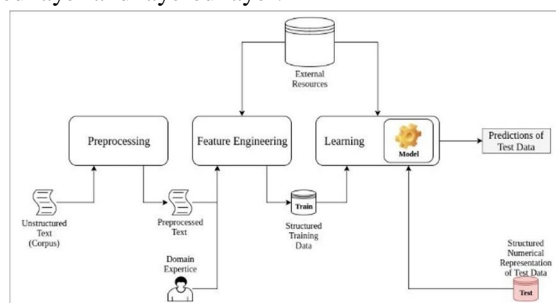 External
Resources
Preprocessing
Feature Engineering
Learning
Model
Predictions of
Test Data
Unstructured
Text
(Corpus)
Preprocessed
Text
Train
Structured
Training
Data
Domain
Expertice
Structured
Numerical
Representation
of Test Data
Test